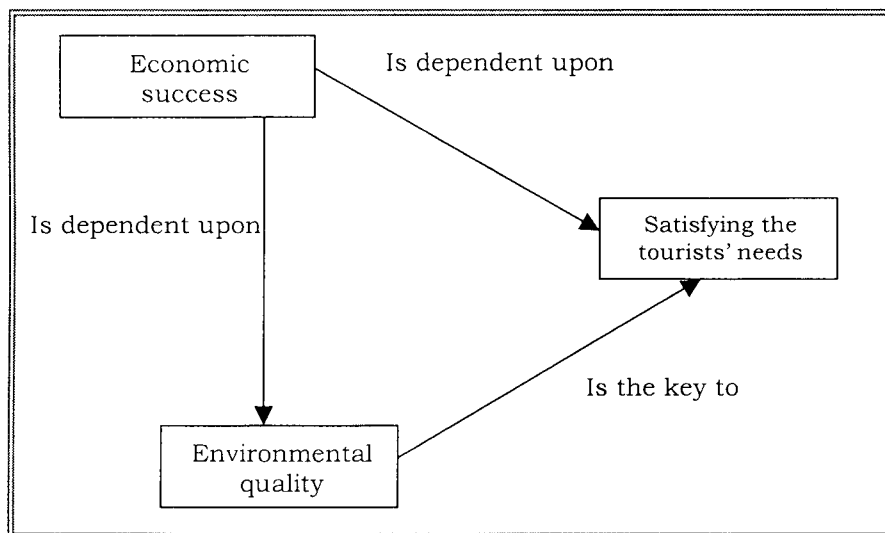 Economic
success
Is dependent upon
Is dependent upon
Satisfying the
tourists' needs
Is the key to
Environmental
quality